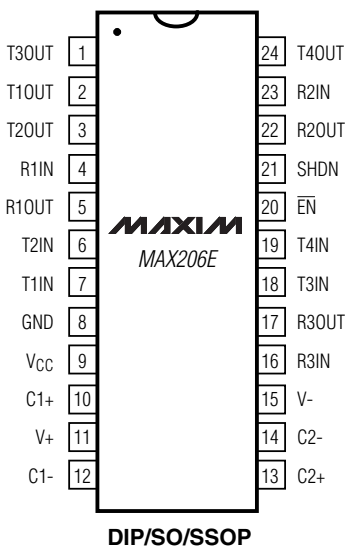 T3OUT 1 24 T4OUT
T1OUT 2 23 R2IN
T2OUT 3 22 R2OUT
R1IN 4 21 SHDN
R1OUT 5 20 E̅N̅
MAXIM
T2IN 6 19 T4IN
MAX206E
T1IN 7 18 T3IN
GND 8 17 R3OUT
VCC 9 16 R3IN
C1+ 10 15 V-
V+ 11 14 C2-
C1- 12 13 C2+
DIP/SO/SSOP